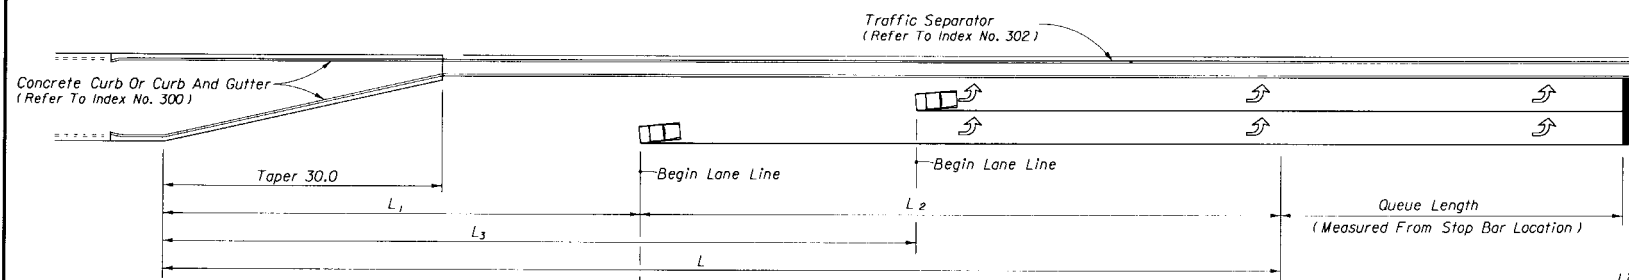 Traffic Separator
(Refer To Index No. 302)
Concrete Curb Or Curb And Gutter
(Refer To Index No. 300)
Begin Lane Line
Begin Lane Line
Taper 30.0
L1
L2
Queue Length
(Measured From Stop Bar Location)
L3
L